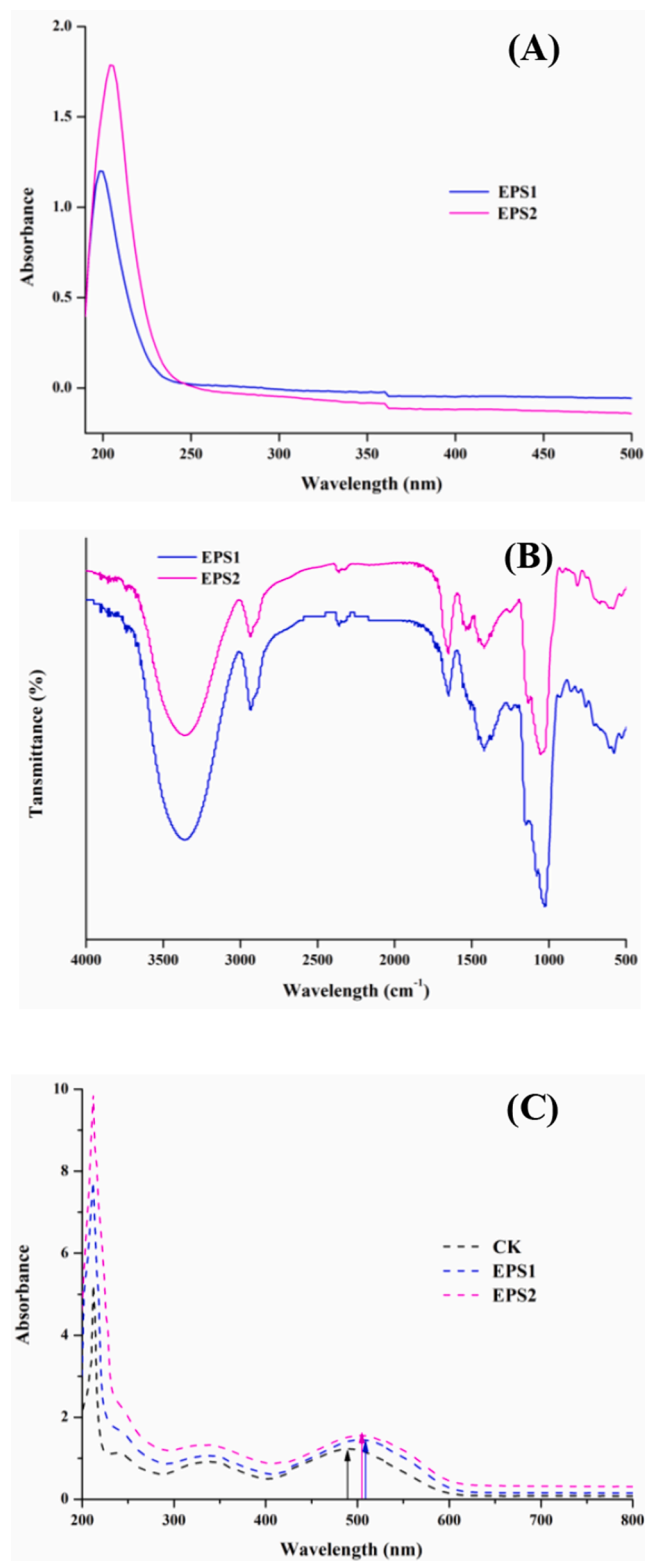 (A)
2.0
1.5
1.0
0.5
0.0
Absorbance
EPS1
EPS2
200 250 300 350 400 450 500
Wavelength (nm)
(B)
EPS1
EPS2
Tansmittance (%)
4000 3500 3000 2500 2000 1500 1000 500
Wavelength (cm-1)
(C)
10
8
6
4
2
0
Absorbance
CK
EPS1
EPS2
200 300 400 500 600 700 800
Wavelength (nm)